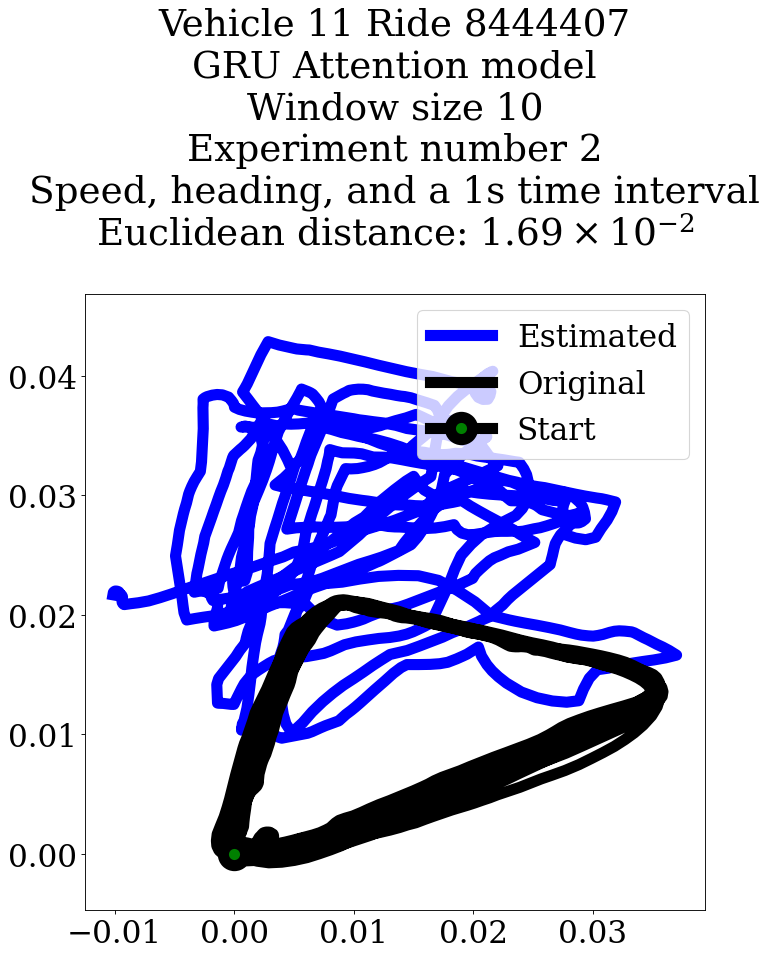 Vehicle 11 Ride 8444407
GRU Attention model
Window size 10
Experiment number 2
Speed, heading, and a 1s time interval
Euclidean distance: 1.69 × 10⁻²
Estimated
Original
Start
0.04
0.03
0.02
0.01
0.00
−0.01 0.00 0.01 0.02 0.03